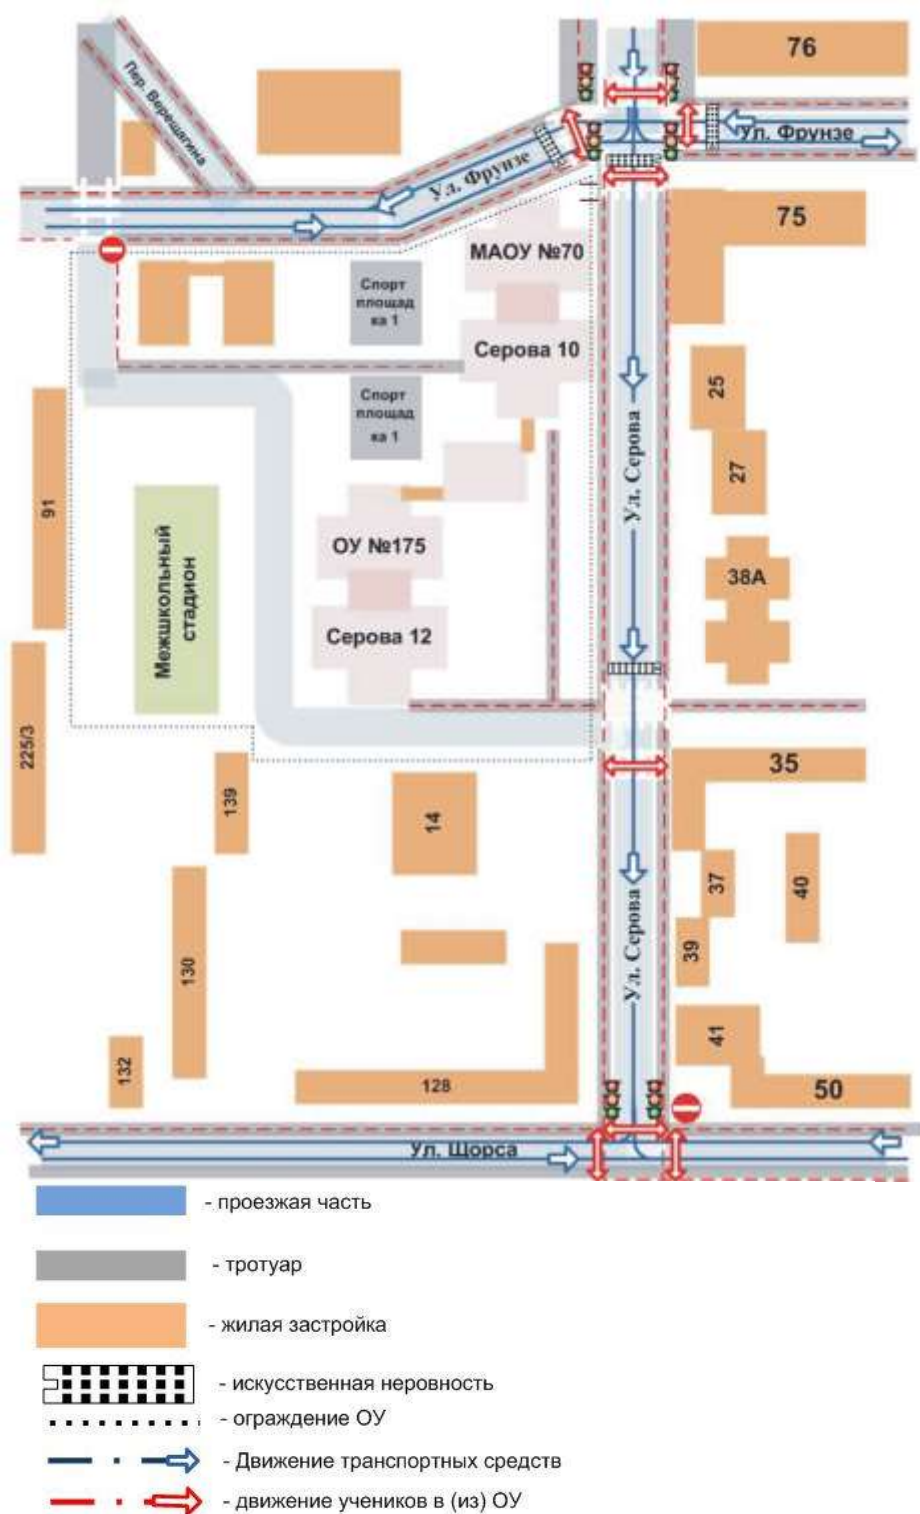 76
Пер. Верещагина
Ул. Фрунзе
Ул. Фрунзе
75
МАОУ №70
Спорт
площад
ка 1
Серова 10
25
Спорт
площад
ка 1
Ул. Серова
27
91
ОУ №175
38А
Межшкольный
стадион
Серова 12
225/3
139
35
14
37
40
Ул. Серова
39
130
41
132
128
50
Ул. Щорса
- проезжая часть
- тротуар
- жилая застройка
- искусственная неровность
- ограждение ОУ
- Движение транспортных средств
- движение учеников в (из) ОУ